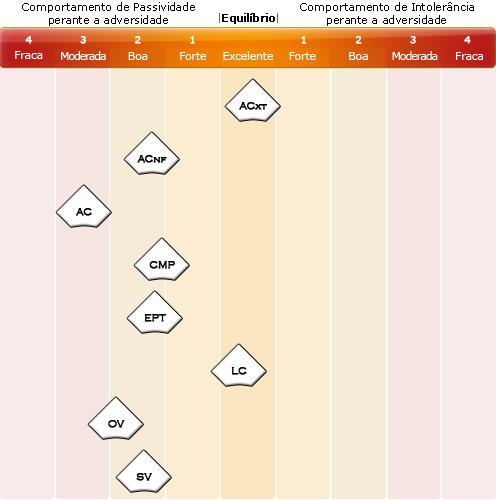 Comportamento de Passividade
perante a adversidade
|Equilíbrio|
Comportamento de Intolerância
perante a adversidade
4 3 2 1 1 2 3 4
Fraca Moderada Boa Forte Excelente Forte Boa Moderada Fraca
ACXT
ACNF
AC
CMP
EPT
LC
OV
SV